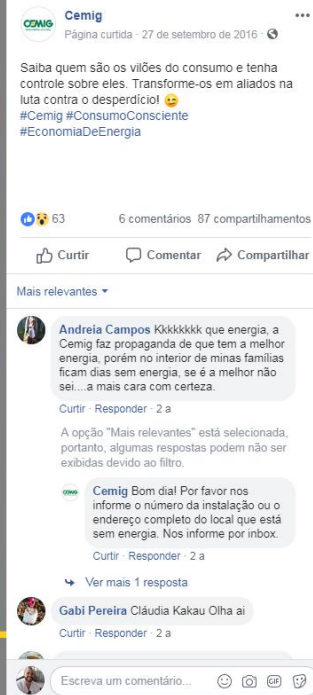 CEMIG
Cemig
Página curtida · 27 de setembro de 2016 ·
Saiba quem são os vilões do consumo e tenha
controle sobre eles. Transforme-os em aliados na
luta contra o desperdício! 😉
#Cemig #ConsumoConsciente
#EconomiaDeEnergia
63
6 comentários 87 compartilhamentos
Curtir Comentar Compartilhar
Mais relevantes
Andreia Campos Kkkkkkkk que energia, a
Cemig faz propaganda de que tem a melhor
energia, porém no interior de minas famílias
ficam dias sem energia, se é a melhor não
sei....a mais cara com certeza.
Curtir · Responder · 2 a
A opção "Mais relevantes" está selecionada,
portanto, algumas respostas podem não ser
exibidas devido ao filtro.
CEMIG
Cemig Bom dia! Por favor nos
informe o número da instalação ou o
endereço completo do local que está
sem energia. Nos informe por inbox.
Curtir · Responder · 2 a
Ver mais 1 resposta
Gabi Pereira Cláudia Kakau Olha ai
Curtir · Responder · 2 a
Escreva um comentário...
GIF